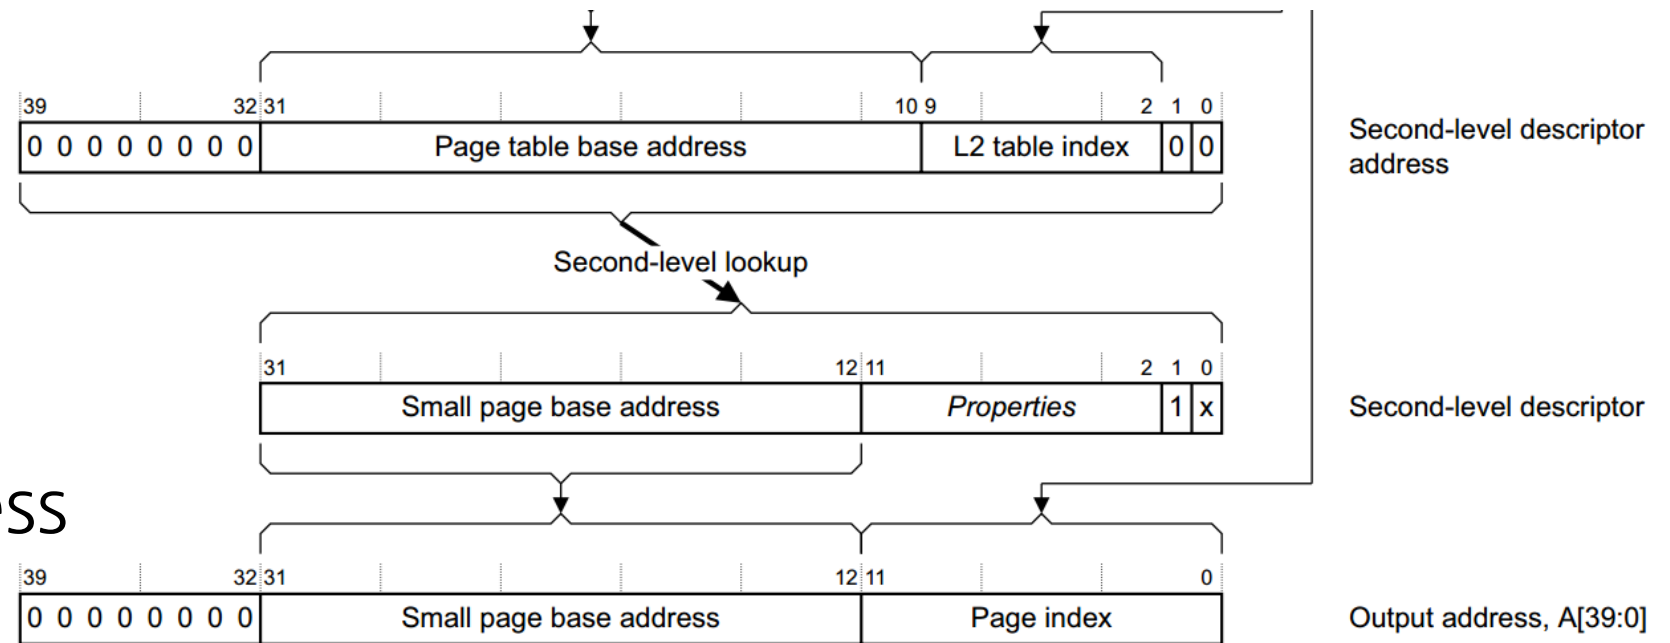 39 32 31 10 9 2 1 0
0 0 0 0 0 0 0 0 Page table base address L2 table index 0 0
Second-level descriptor
address
Second-level lookup
31 12 11 2 1 0
Small page base address Properties 1 x Second-level descriptor
ess
39 32 31 12 11 0
0 0 0 0 0 0 0 0 Small page base address Page index Output address, A[39:0]